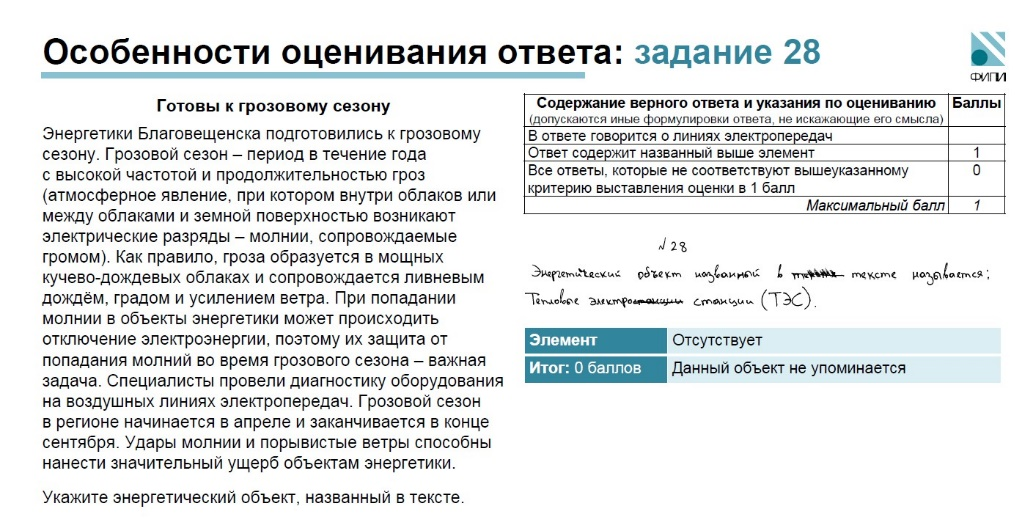 Особенности оценивания ответа: задание 28
ФИПИ
Готовы к грозовому сезону
Энергетики Благовещенска подготовились к грозовому
сезону. Грозовой сезон – период в течение года
с высокой частотой и продолжительностью гроз
(атмосферное явление, при котором внутри облаков или
между облаками и земной поверхностью возникают
электрические разряды – молнии, сопровождаемые
громом). Как правило, гроза образуется в мощных
кучево-дождевых облаках и сопровождается ливневым
дождём, градом и усилением ветра. При попадании
молнии в объекты энергетики может происходить
отключение электроэнергии, поэтому их защита от
попадания молний во время грозового сезона – важная
задача. Специалисты провели диагностику оборудования
на воздушных линиях электропередач. Грозовой сезон
в регионе начинается в апреле и заканчивается в конце
сентября. Удары молнии и порывистые ветры способны
нанести значительный ущерб объектам энергетики.
Укажите энергетический объект, названный в тексте.
Содержание верного ответа и указания по оцениванию Баллы
(допускаются иные формулировки ответа, не искажающие его смысла)
В ответе говорится о линиях электропередач
Ответ содержит названный выше элемент 1
Все ответы, которые не соответствуют вышеуказанному 0
критерию выставления оценки в 1 балл
Максимальный балл 1
№28
Энергетический объект названный в тексте называется:
Тепловые электро станции (ТЭС).
Элемент Отсутствует
Итог: 0 баллов Данный объект не упоминается